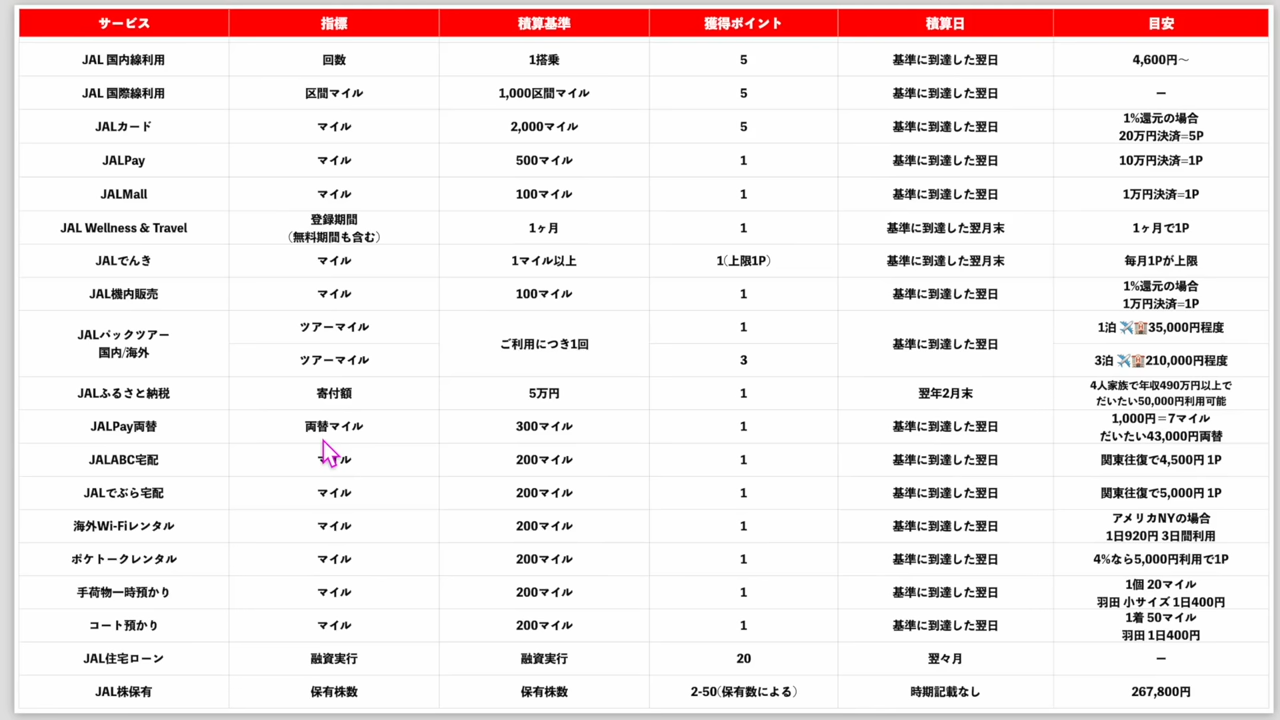 サービス 指標 積算基準 獲得ポイント 積算日 目安
JAL 国内線利用 回数 1搭乗 5 基準に到達した翌日 4,600円〜
JAL 国際線利用 区間マイル 1,000区間マイル 5 基準に到達した翌日 ー
JALカード マイル 2,000マイル 5 基準に到達した翌日 1%還元の場合
20万円決済=5P
JALPay マイル 500マイル 1 基準に到達した翌日 10万円決済=1P
JALMall マイル 100マイル 1 基準に到達した翌日 1万円決済=1P
JAL Wellness & Travel 登録期間
(無料期間も含む) 1ヶ月 1 基準に到達した翌月末 1ヶ月で1P
JALでんき マイル 1マイル以上 1(上限1P) 基準に到達した翌月末 毎月1Pが上限
JAL機内販売 マイル 100マイル 1 基準に到達した翌日 1%還元の場合
1万円決済=1P
JALパックツアー
国内/海外 ツアーマイル ご利用につき1回 1 基準に到達した翌日 1泊 ✈️🏨35,000円程度
ツアーマイル 3 3泊 ✈️🏨210,000円程度
JALふるさと納税 寄付額 5万円 1 翌年2月末 4人家族で年収490万円以上で
だいたい50,000円利用可能
JALPay両替 両替マイル 300マイル 1 基準に到達した翌日 1,000円＝7マイル
だいたい43,000円両替
JALABC宅配 マイル 200マイル 1 基準に到達した翌日 関東往復で4,500円 1P
JALでぶら宅配 マイル 200マイル 1 基準に到達した翌日 関東往復で5,000円 1P
海外Wi-Fiレンタル マイル 200マイル 1 基準に到達した翌日 アメリカNYの場合
1日920円 3日間利用
ポケトークレンタル マイル 200マイル 1 基準に到達した翌日 4%なら5,000円利用で1P
手荷物一時預かり マイル 200マイル 1 基準に到達した翌日 1個 20マイル
羽田 小サイズ 1日400円
コート預かり マイル 200マイル 1 基準に到達した翌日 1着 50マイル
羽田 1日400円
JAL住宅ローン 融資実行 融資実行 20 翌々月 ー
JAL株保有 保有株数 保有株数 2-50(保有数による) 時期記載なし 267,800円